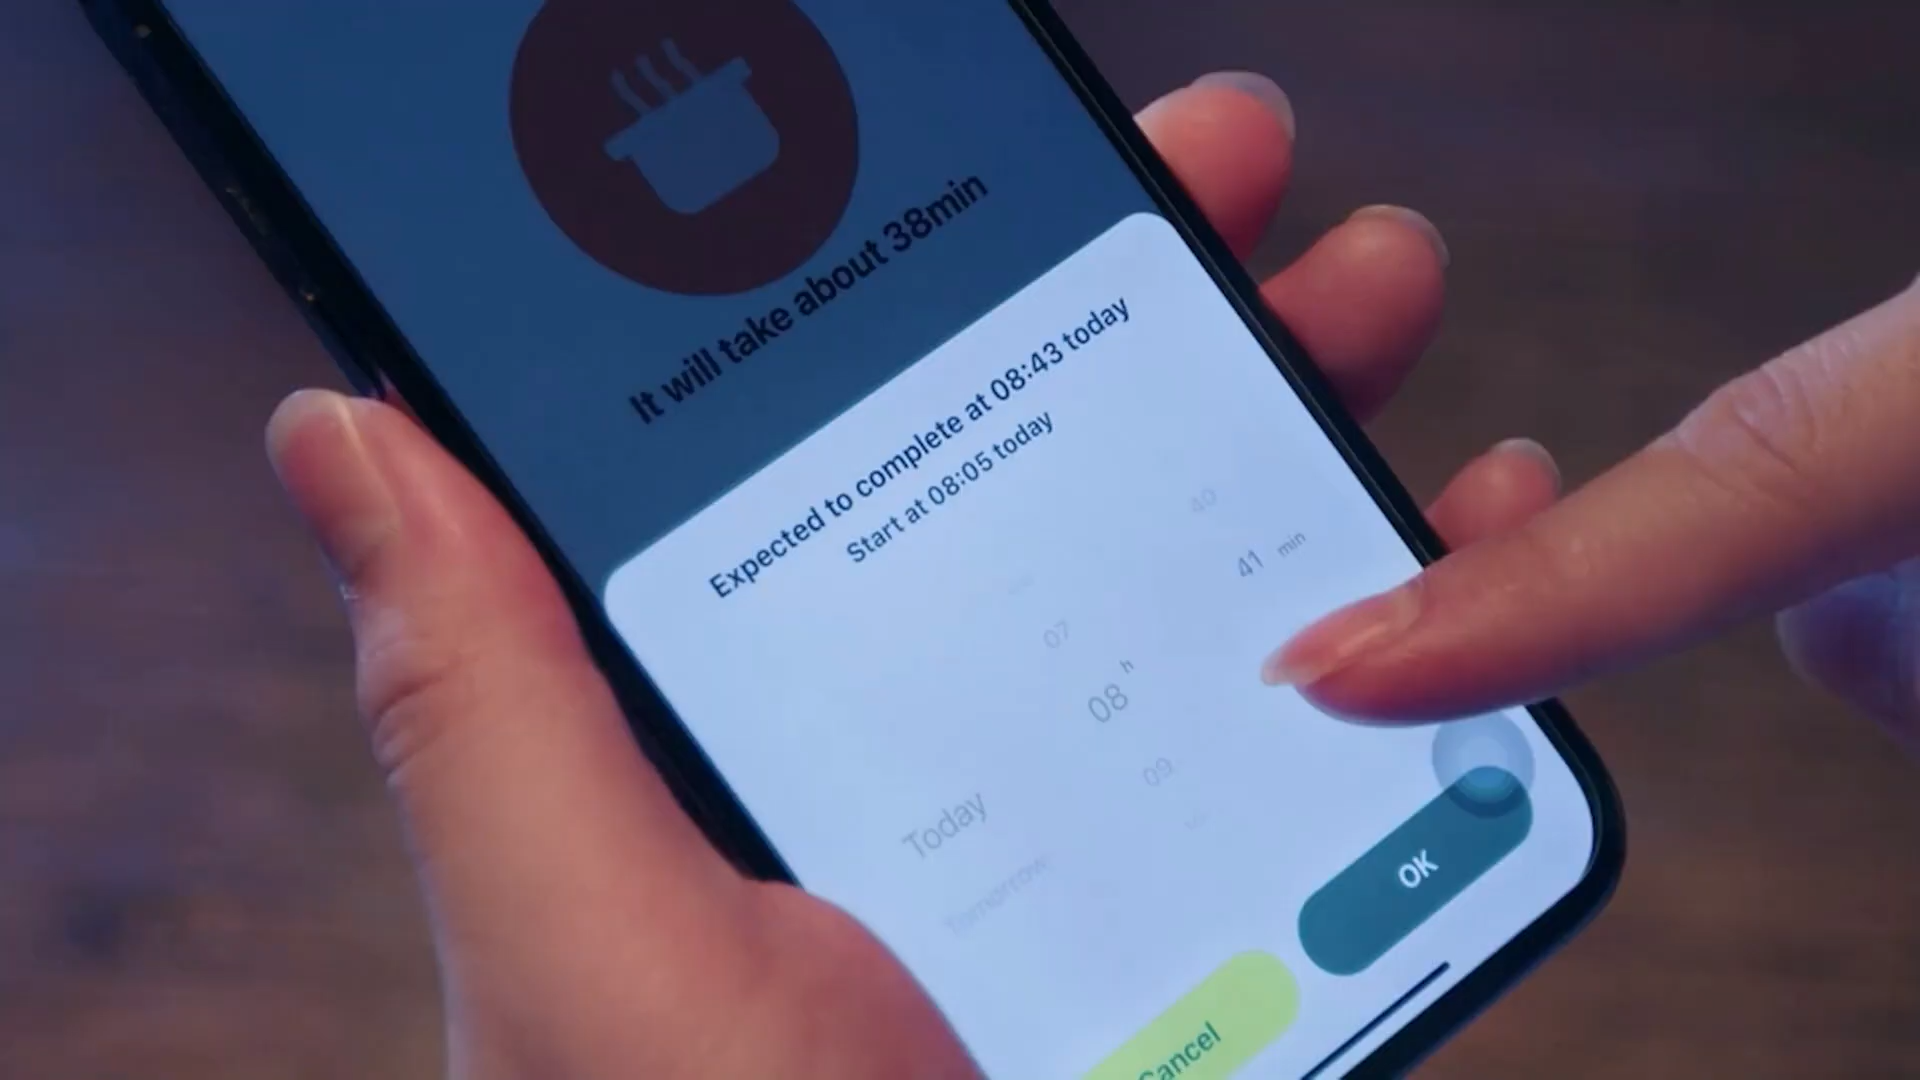 It will take about 38min
Expected to complete at 08:43 today
Start at 08:05 today
40
07
41 min
08 h
09
Today
Tomorrow
OK
Cancel